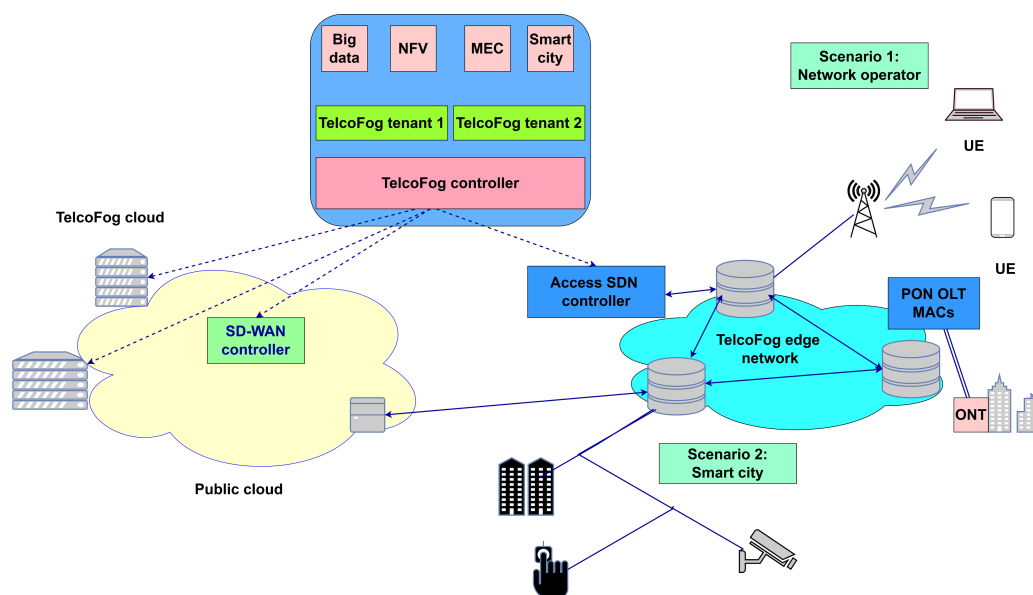 Big
data
NFV
MEC
Smart
city
TelcoFog tenant 1
TelcoFog tenant 2
TelcoFog controller
Scenario 1:
Network operator
UE
UE
TelcoFog cloud
SD-WAN
controller
Access SDN
controller
TelcoFog edge
network
PON OLT
MACs
ONT
Public cloud
Scenario 2:
Smart city